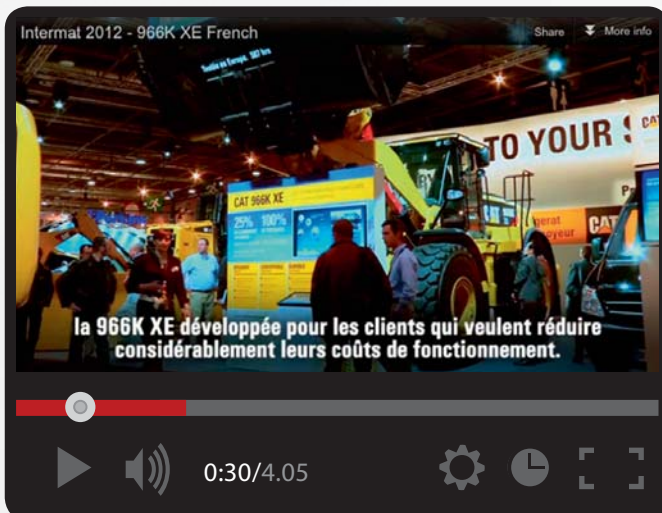 Intermat 2012 - 966K XE French
Share
More info
TO YOUR
CAT 966K XE
25% 100%
CAT
la 966K XE développée pour les clients qui veulent réduire
considérablement leurs coûts de fonctionnement.
0:30/4.05